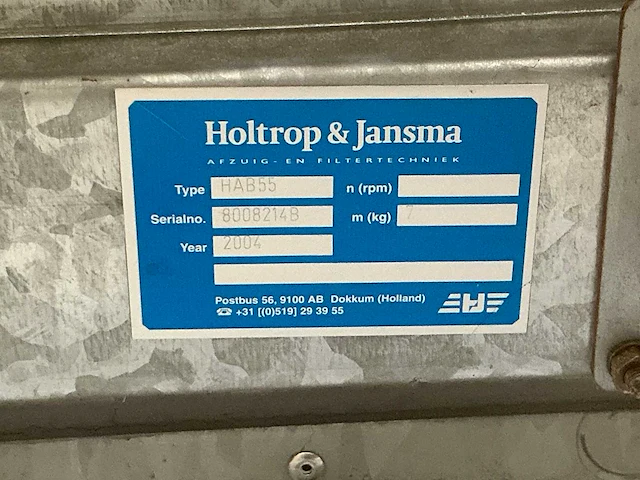 Holtrop & Jansma
AFZUIG- EN FILTERTECHNIEK
Type HAB55 n (rpm)
Serialno. 8008214B m (kg) 7
Year 2004
Postbus 56, 9100 AB Dokkum (Holland)
☎ +31 [(0)519] 29 39 55